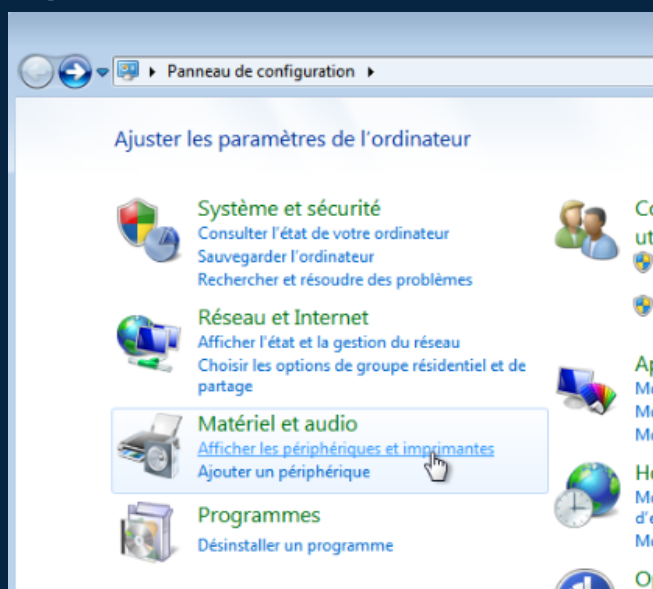 Panneau de configuration
Ajuster les paramètres de l'ordinateur
Système et sécurité
Consulter l'état de votre ordinateur
Sauvegarder l'ordinateur
Rechercher et résoudre des problèmes
Réseau et Internet
Afficher l'état et la gestion du réseau
Choisir les options de groupe résidentiel et de
partage
Matériel et audio
Afficher les périphériques et imprimantes
Ajouter un périphérique
Programmes
Désinstaller un programme